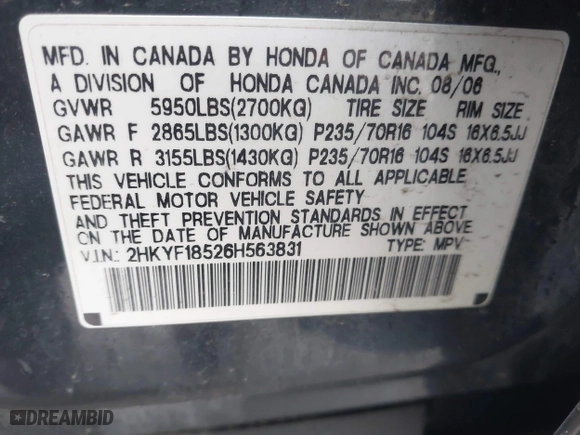 MFD. IN CANADA BY HONDA OF CANADA MFG.,
A DIVISION OF HONDA CANADA INC. 08/06
GVWR 5950LBS(2700KG) TIRE SIZE RIM SIZE
GAWR F 2865LBS(1300KG) P235/70R16 104S 16X6.5JJ
GAWR R 3155LBS(1430KG) P235/70R16 104S 16X6.5JJ
THIS VEHICLE CONFORMS TO ALL APPLICABLE
FEDERAL MOTOR VEHICLE SAFETY
AND THEFT PREVENTION STANDARDS IN EFFECT ON
THE DATE OF MANUFACTURE SHOWN ABOVE.
V.I.N.: 2HKYF18526H563831 TYPE: MPV
DREAMBID